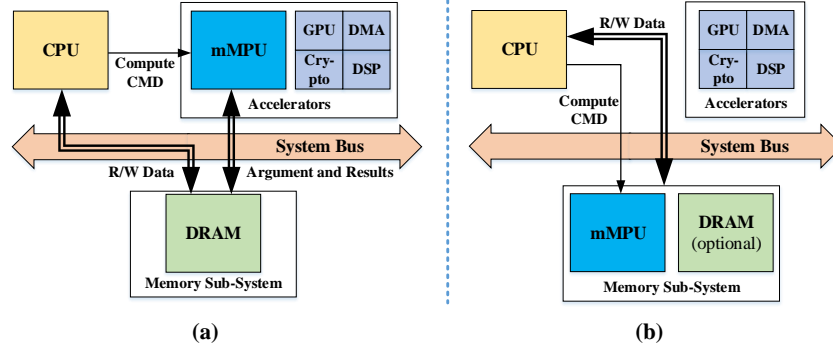 CPU
Compute
CMD
mMPU
GPU
DMA
Cry-
pto
DSP
Accelerators
System Bus
R/W Data
Argument and Results
DRAM
Memory Sub-System
(a)
R/W Data
CPU
Compute
CMD
GPU
DMA
Cry-
pto
DSP
Accelerators
System Bus
mMPU
DRAM
(optional)
Memory Sub-System
(b)